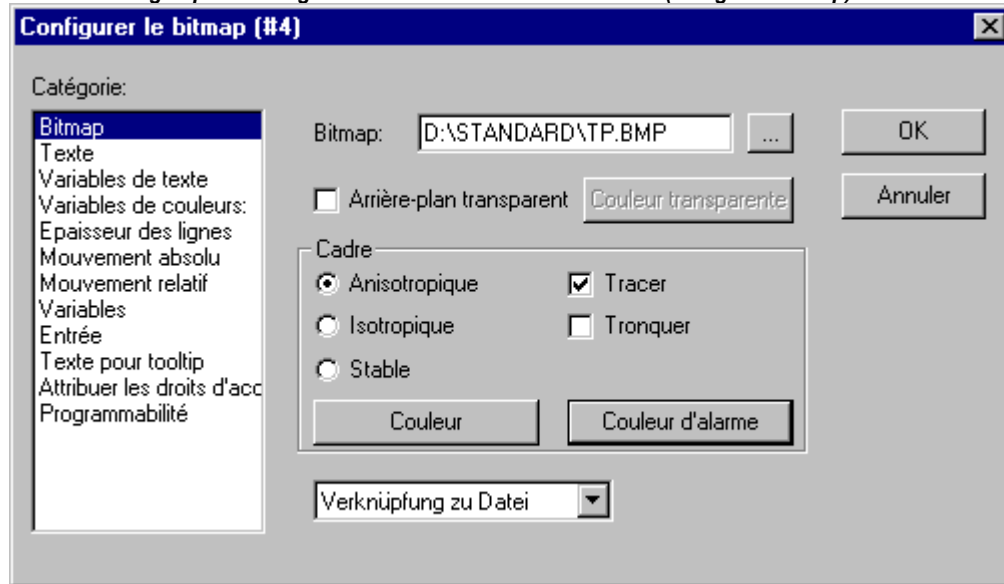 Configurer le bitmap (#4)
Catégorie:
Bitmap
Texte
Variables de texte
Variables de couleurs:
Epaisseur des lignes
Mouvement absolu
Mouvement relatif
Variables
Entrée
Texte pour tooltip
Attribuer les droits d'acc
Programmabilité
Bitmap: D:\STANDARD\TP.BMP ...
Arrière-plan transparent Couleur transparente
Cadre
Anisotropique Tracer
Isotropique Tronquer
Stable
Couleur Couleur d'alarme
Verknüpfung zu Datei
OK
Annuler